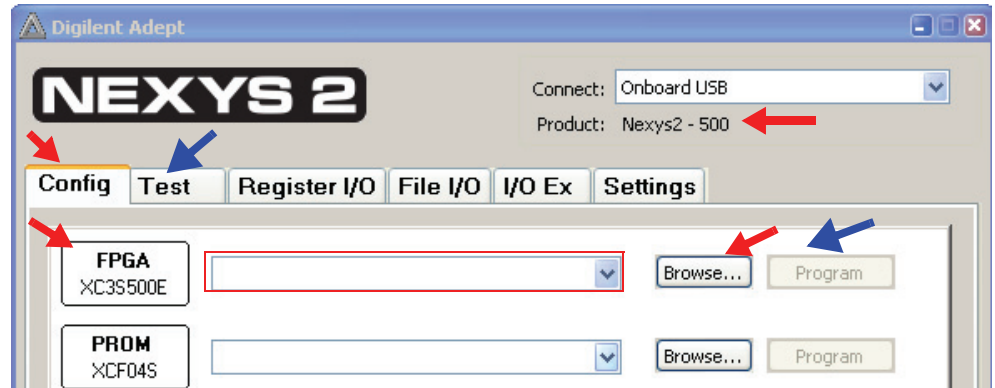 Digilent Adept
NEXYS 2
Connect: Onboard USB
Product: Nexys2 - 500
Config Test Register I/O File I/O I/O Ex Settings
FPGA
XC3S500E
Browse... Program
PROM
XCF04S
Browse... Program